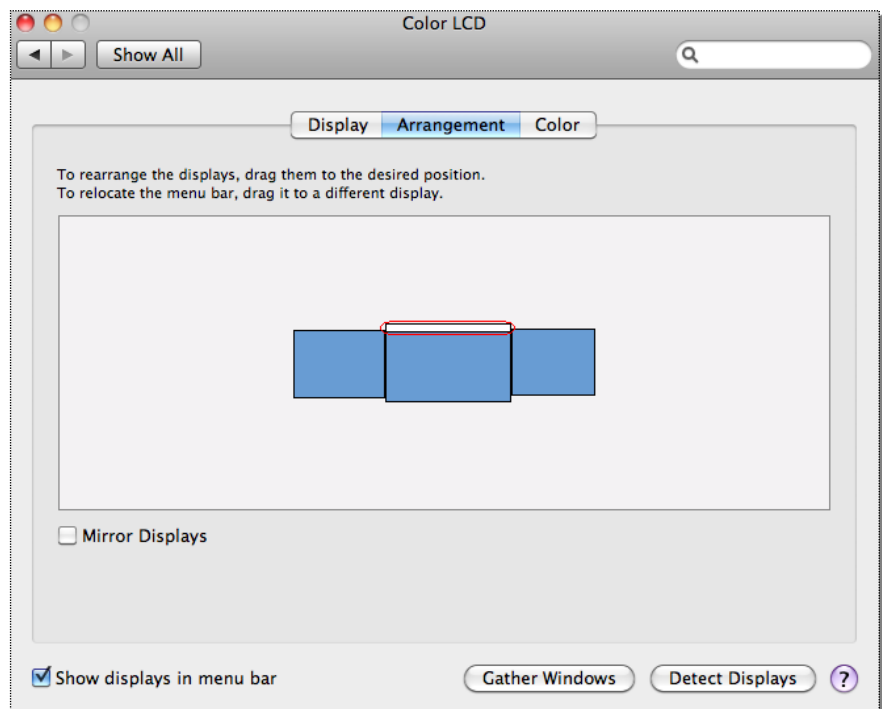 Color LCD
Show All
Display Arrangement Color
To rearrange the displays, drag them to the desired position.
To relocate the menu bar, drag it to a different display.
Mirror Displays
Show displays in menu bar Gather Windows Detect Displays ?